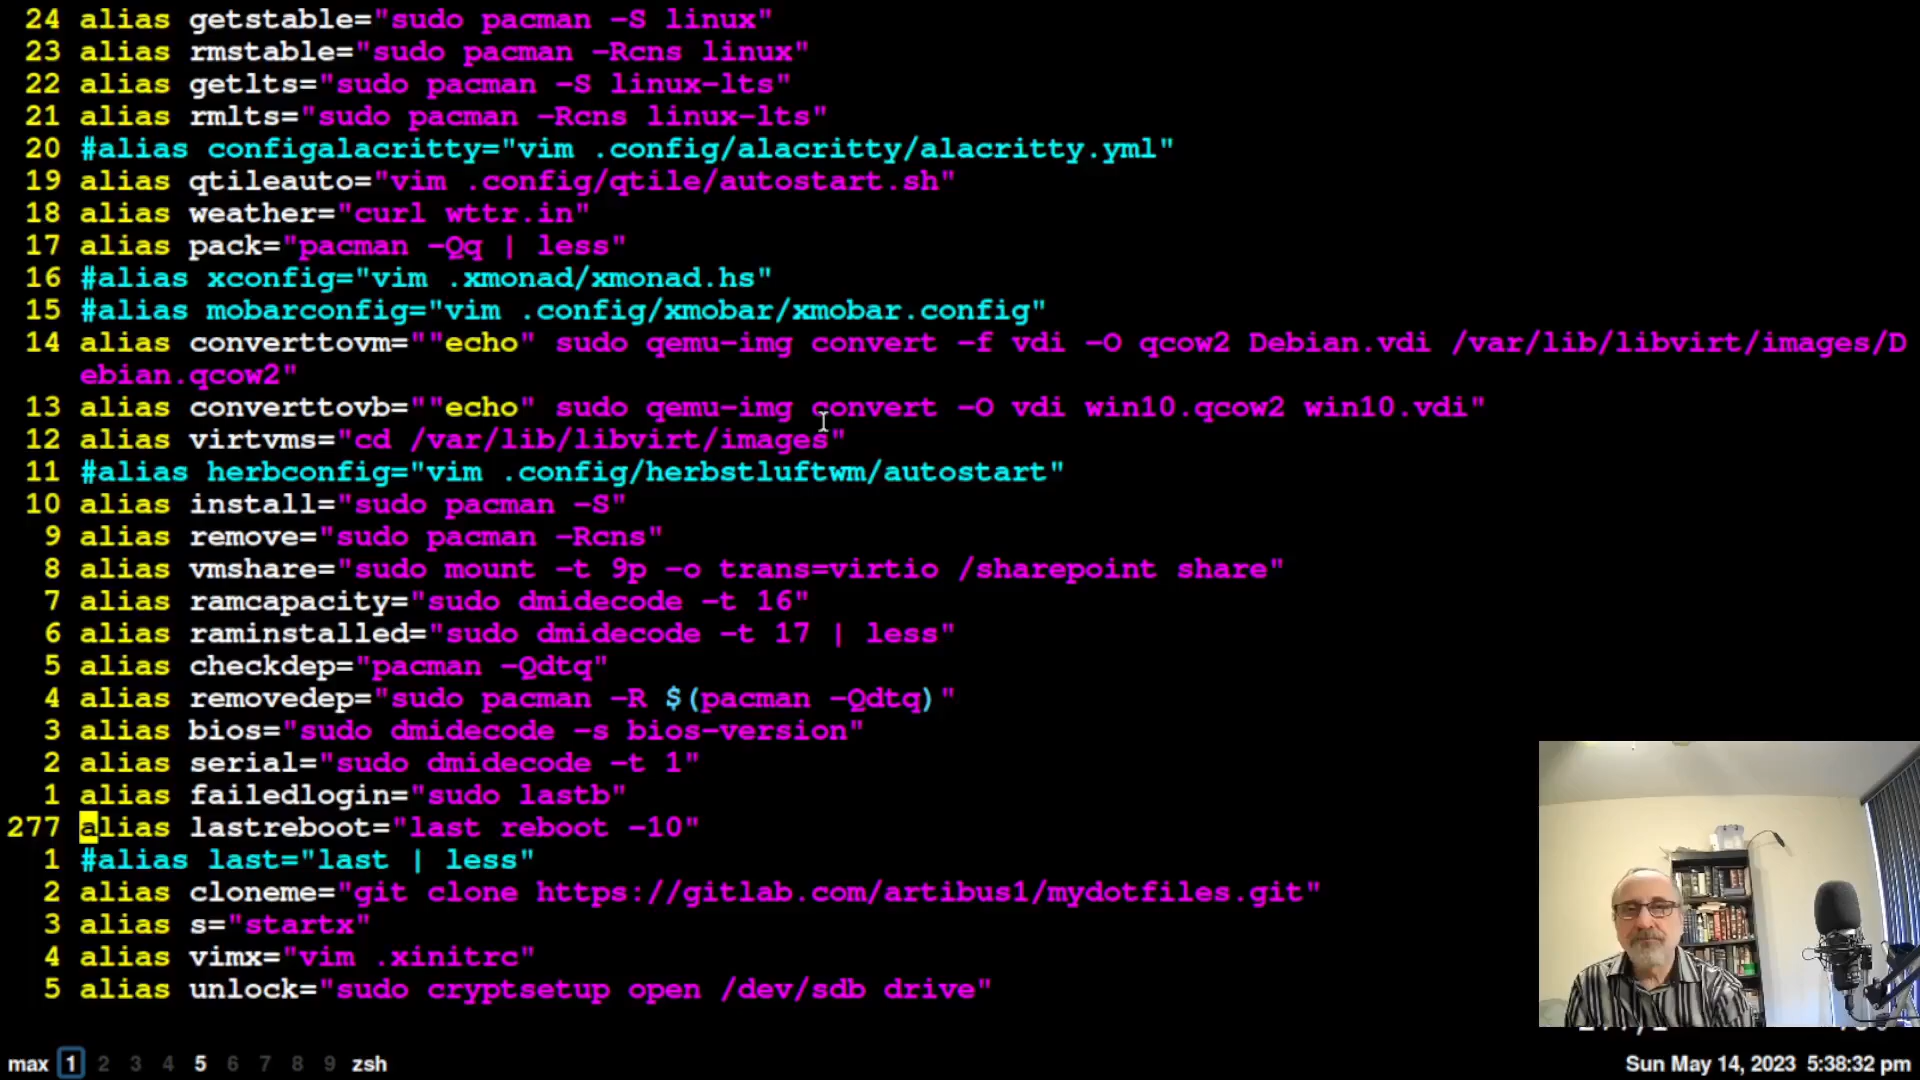 24 alias getstable="sudo pacman -S linux"
23 alias rmstable="sudo pacman -Rcns linux"
22 alias getlts="sudo pacman -S linux-lts"
21 alias rmlts="sudo pacman -Rcns linux-lts"
20 #alias configalacritty="vim .config/alacritty/alacritty.yml"
19 alias qtileauto="vim .config/qtile/autostart.sh"
18 alias weather="curl wttr.in"
17 alias pack="pacman -Qq | less"
16 #alias xconfig="vim .xmonad/xmonad.hs"
15 #alias mobarconfig="vim .config/xmobar/xmobar.config"
14 alias converttovm=""echo" sudo qemu-img convert -f vdi -O qcow2 Debian.vdi /var/lib/libvirt/images/D
ebian.qcow2"
13 alias converttovb=""echo" sudo qemu-img convert -O vdi win10.qcow2 win10.vdi"
12 alias virtvms="cd /var/lib/libvirt/images"
11 #alias herbconfig="vim .config/herbstluftwm/autostart"
10 alias install="sudo pacman -S"
9 alias remove="sudo pacman -Rcns"
8 alias vmshare="sudo mount -t 9p -o trans=virtio /sharepoint share"
7 alias ramcapacity="sudo dmidecode -t 16"
6 alias raminstalled="sudo dmidecode -t 17 | less"
5 alias checkdep="pacman -Qdtq"
4 alias removedep="sudo pacman -R $(pacman -Qdtq)"
3 alias bios="sudo dmidecode -s bios-version"
2 alias serial="sudo dmidecode -t 1"
1 alias failedlogin="sudo lastb"
277 alias lastreboot="last reboot -10"
1 #alias last="last | less"
2 alias cloneme="git clone https://gitlab.com/artibus1/mydotfiles.git"
3 alias s="startx"
4 alias vimx="vim .xinitrc"
5 alias unlock="sudo cryptsetup open /dev/sdb drive"
max 1 2 3 4 5 6 7 8 9 zsh
Sun May 14, 2023 5:38:32 pm